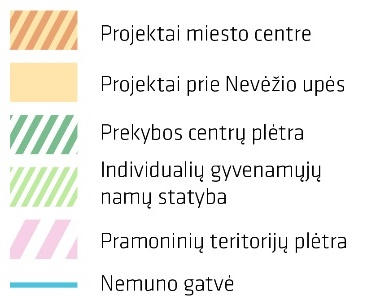 Projektai miesto centre
Projektai prie Nevėžio upės
Prekybos centrų plėtra
Individualių gyvenamųjų
namų statyba
Pramoninių teritorijų plėtra
Nemuno gatvė